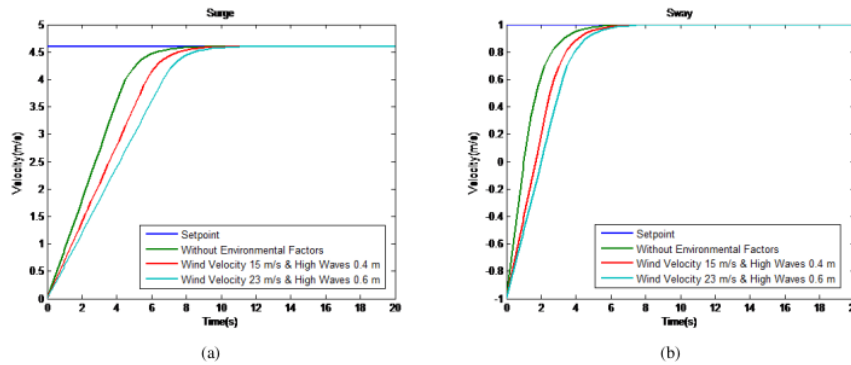 Surge
5
4.5
4
3.5
3
2.5
2
1.5
1
0.5
0
Velocity(m/s)
Setpoint
Without Environmental Factors
Wind Velocity 15 m/s & High Waves 0.4 m
Wind Velocity 23 m/s & High Waves 0.6 m
0 2 4 6 8 10 12 14 16 18 20
Time(s)
(a)
Sway
1
0.8
0.6
0.4
0.2
0
-0.2
-0.4
-0.6
-0.8
-1
Velocity(m/s)
Setpoint
Without Environmental Factors
Wind Velocity 15 m/s & High Waves 0.4 m
Wind Velocity 23 m/s & High Waves 0.6 m
0 2 4 6 8 10 12 14 16 18 20
Time(s)
(b)